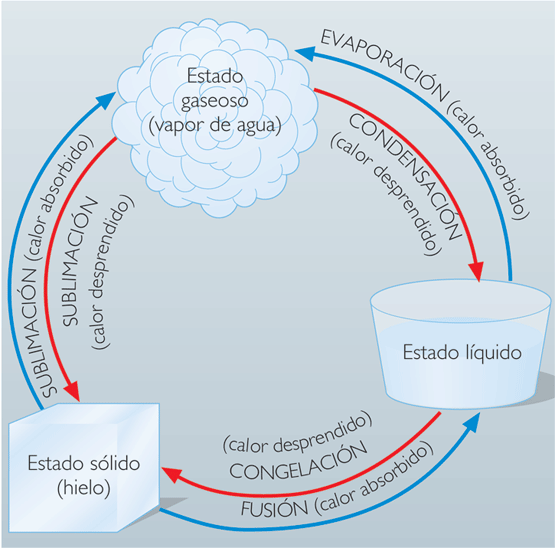 Estado
gaseoso
(vapor de agua)
EVAPORACIÓN (calor absorbido)
CONDENSACIÓN
(calor desprendido)
SUBLIMACIÓN (calor absorbido)
SUBLIMACIÓN
(calor desprendido)
Estado líquido
Estado sólido
(hielo)
(calor desprendido)
CONGELACIÓN
FUSIÓN (calor absorbido)